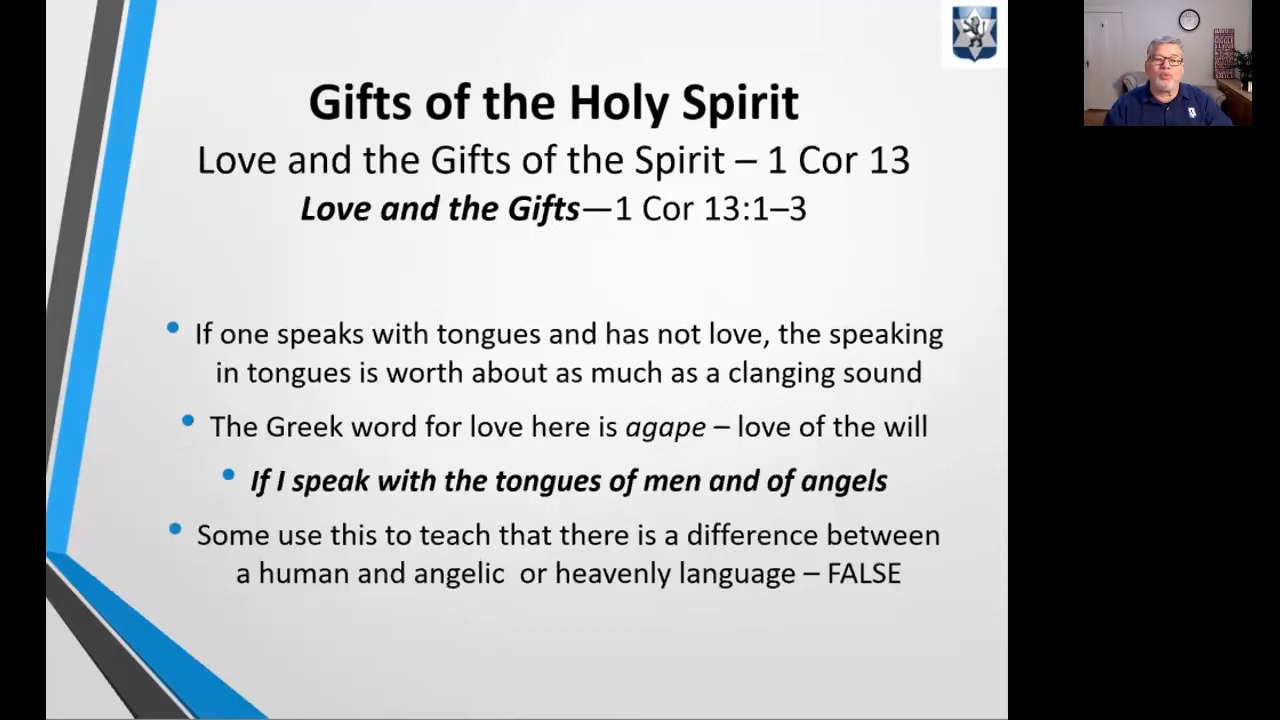 Gifts of the Holy Spirit
Love and the Gifts of the Spirit – 1 Cor 13
Love and the Gifts—1 Cor 13:1–3
• If one speaks with tongues and has not love, the speaking
in tongues is worth about as much as a clanging sound
• The Greek word for love here is agape – love of the will
• If I speak with the tongues of men and of angels
• Some use this to teach that there is a difference between
a human and angelic or heavenly language – FALSE